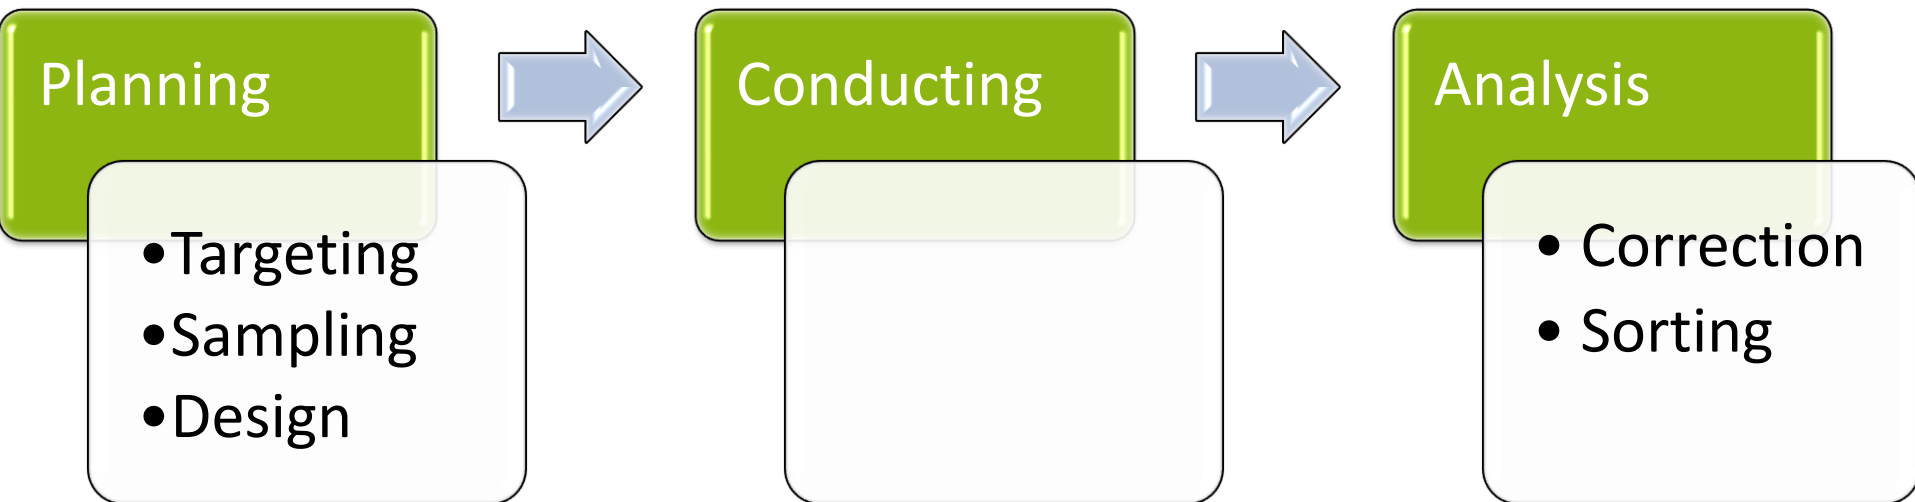 Planning
•Targeting
•Sampling
•Design
Conducting
Analysis
• Correction
• Sorting